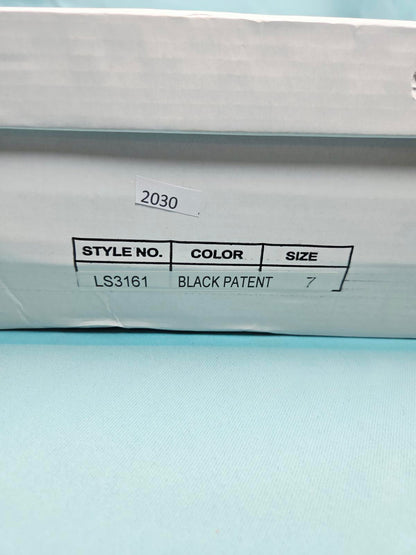 2030
STYLE NO. COLOR SIZE
LS3161 BLACK PATENT 7